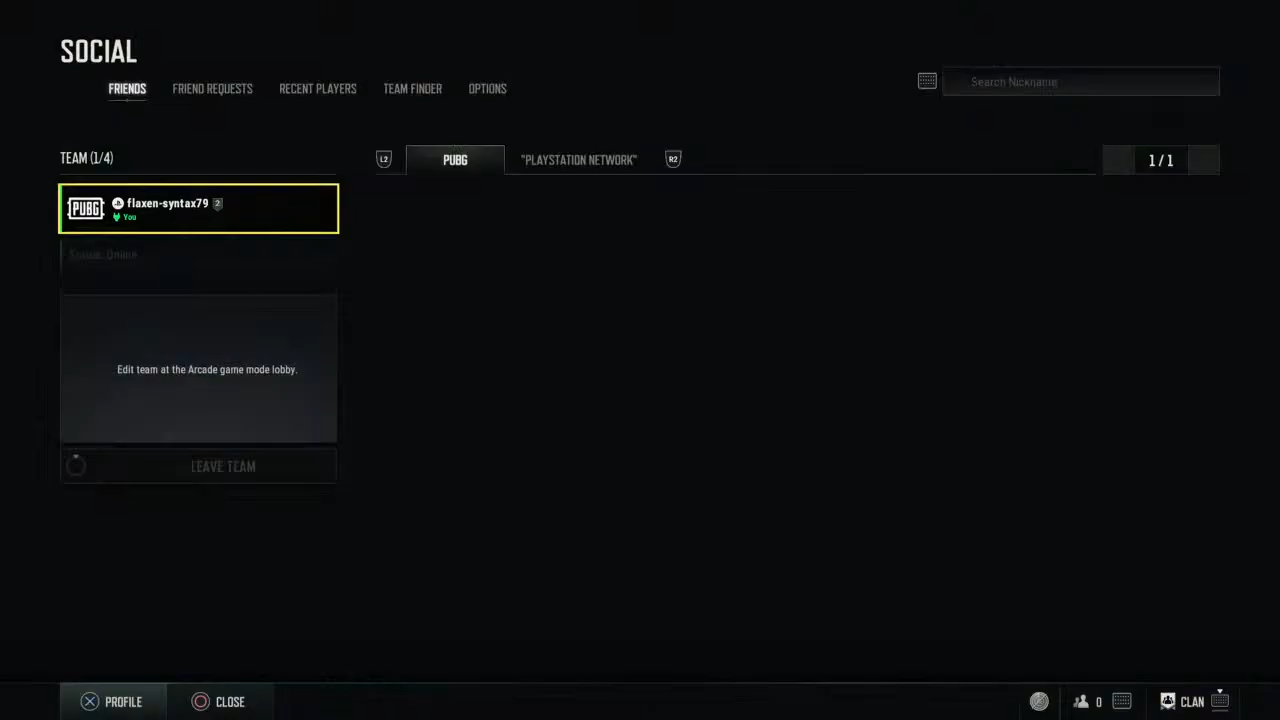 SOCIAL
FRIENDS FRIEND REQUESTS RECENT PLAYERS TEAM FINDER OPTIONS
Search Nickname
TEAM (1/4)
L2 PUBG "PLAYSTATION NETWORK" R2
1 / 1
PUBG flaxen-syntax79 2
You
Social: Online
Edit team at the Arcade game mode lobby.
LEAVE TEAM
PROFILE CLOSE
0 CLAN